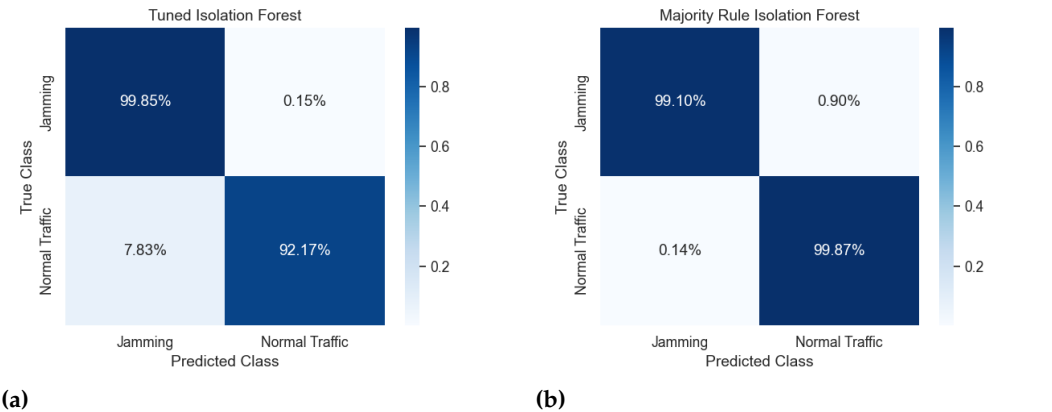 Tuned Isolation Forest
Jamming
99.85%
0.15%
Normal Traffic
7.83%
92.17%
True Class
Jamming
Normal Traffic
Predicted Class
0.8
0.6
0.4
0.2
(a)
Majority Rule Isolation Forest
Jamming
99.10%
0.90%
Normal Traffic
0.14%
99.87%
True Class
Jamming
Normal Traffic
Predicted Class
0.8
0.6
0.4
0.2
(b)